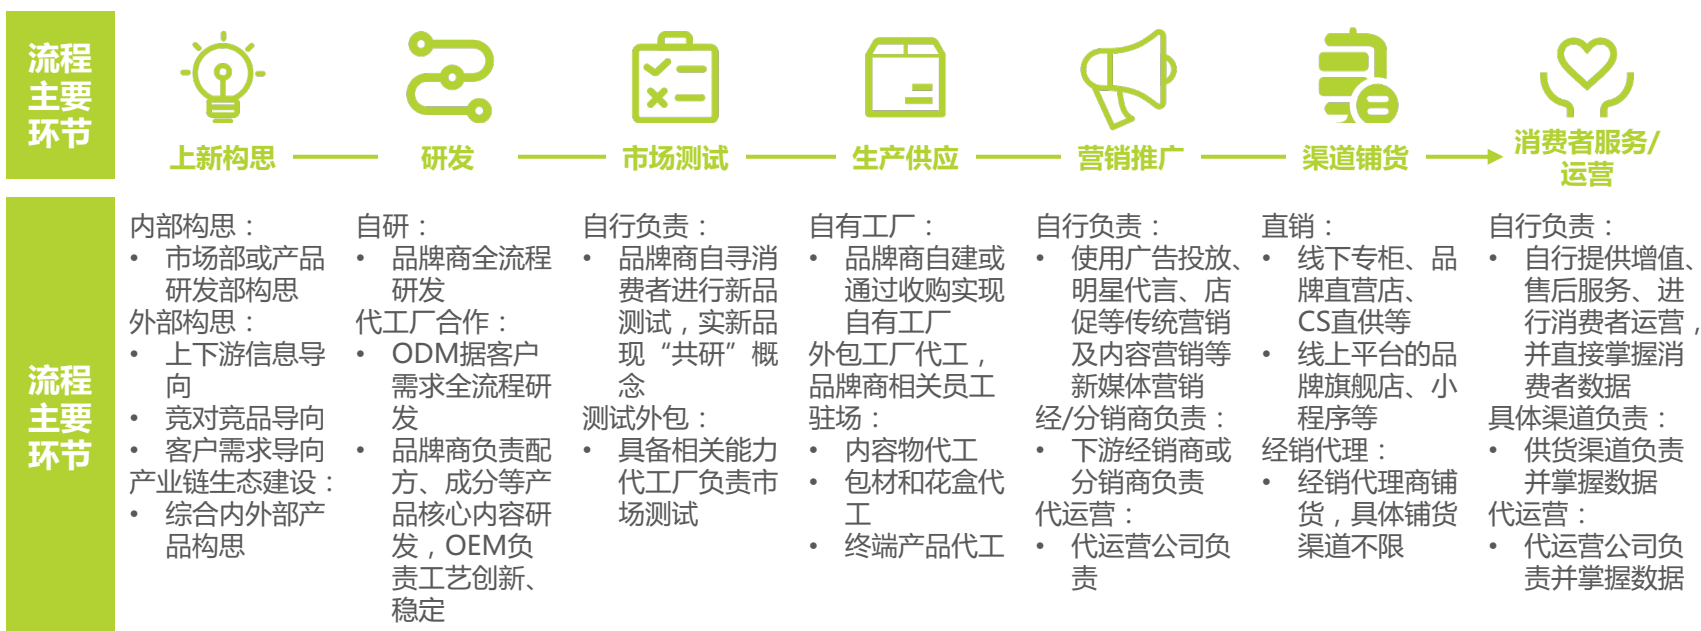 流程
主要
环节
上新构思
研发
市场测试
生产供应
营销推广
渠道铺货
消费者服务/
运营
流程
主要
环节
内部构思：
• 市场部或产品
研发部构思
外部构思：
• 上下游信息导
向
• 竞对竞品导向
• 客户需求导向
产业链生态建设：
• 综合内外部产
品构思
自研：
• 品牌商全流程
研发
代工厂合作：
• ODM据客户
需求全流程研
发
• 品牌商负责配
方、成分等产
品核心内容研
发，OEM负
责工艺创新、
稳定
自行负责：
• 品牌商自寻消
费者进行新品
测试，实新品
现“共研”概
念
测试外包：
• 具备相关能力
代工厂负责市
场测试
自有工厂：
• 品牌商自建或
通过收购实现
自有工厂
外包工厂代工，
品牌商相关员工
驻场：
• 内容物代工
• 包材和花盒代
工
• 终端产品代工
自行负责：
• 使用广告投放、
明星代言、店
促等传统营销
及内容营销等
新媒体营销
经/分销商负责：
• 下游经销商或
分销商负责
代运营：
• 代运营公司负
责
直销：
• 线下专柜、品
牌直营店、
CS直供等
• 线上平台的品
牌旗舰店、小
程序等
经销代理：
• 经销代理商铺
货，具体铺货
渠道不限
自行负责：
• 自行提供增值、
售后服务、进
行消费者运营，
并直接掌握消
费者数据
具体渠道负责：
• 供货渠道负责
并掌握数据
代运营：
• 代运营公司负
责并掌握数据